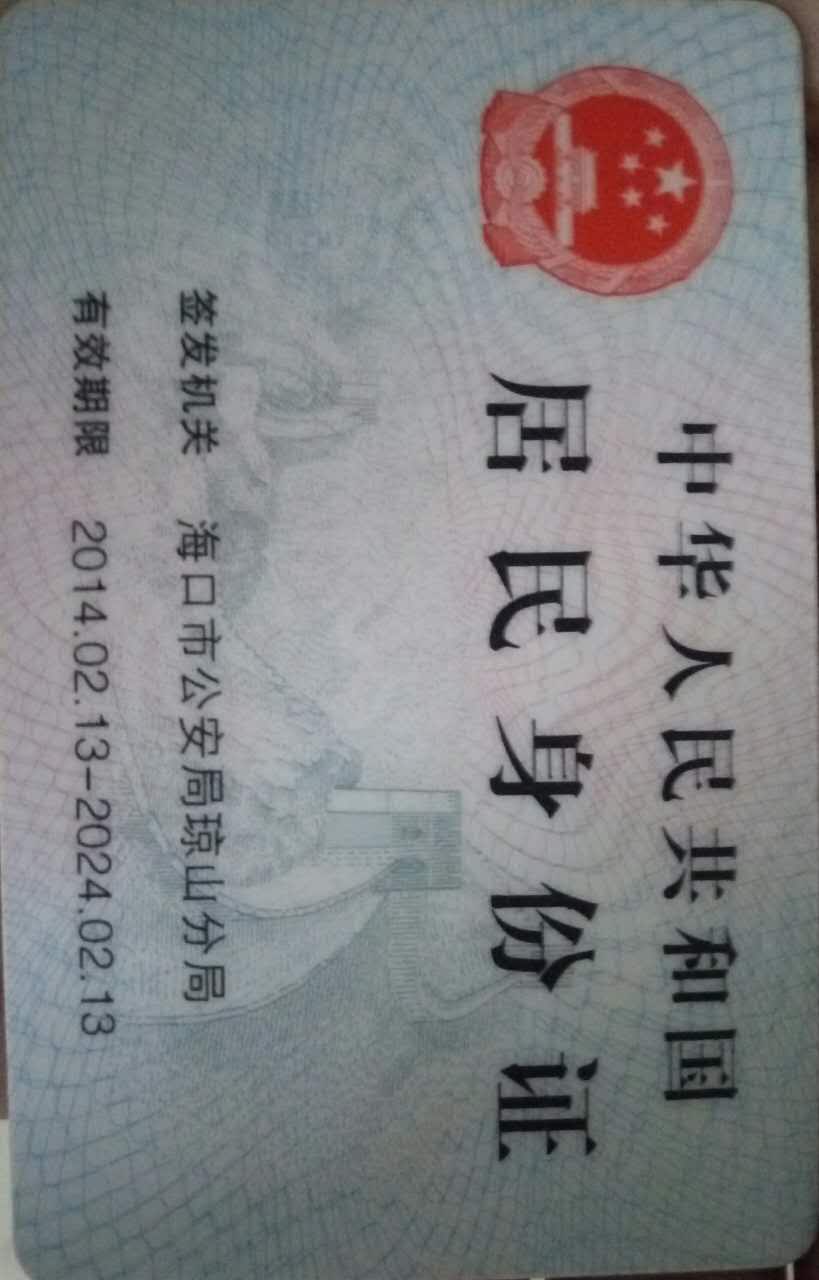 中华人民共和国
居民身份证
签发机关 海口市公安局琼山分局
有效期限 2014.02.13-2024.02.13